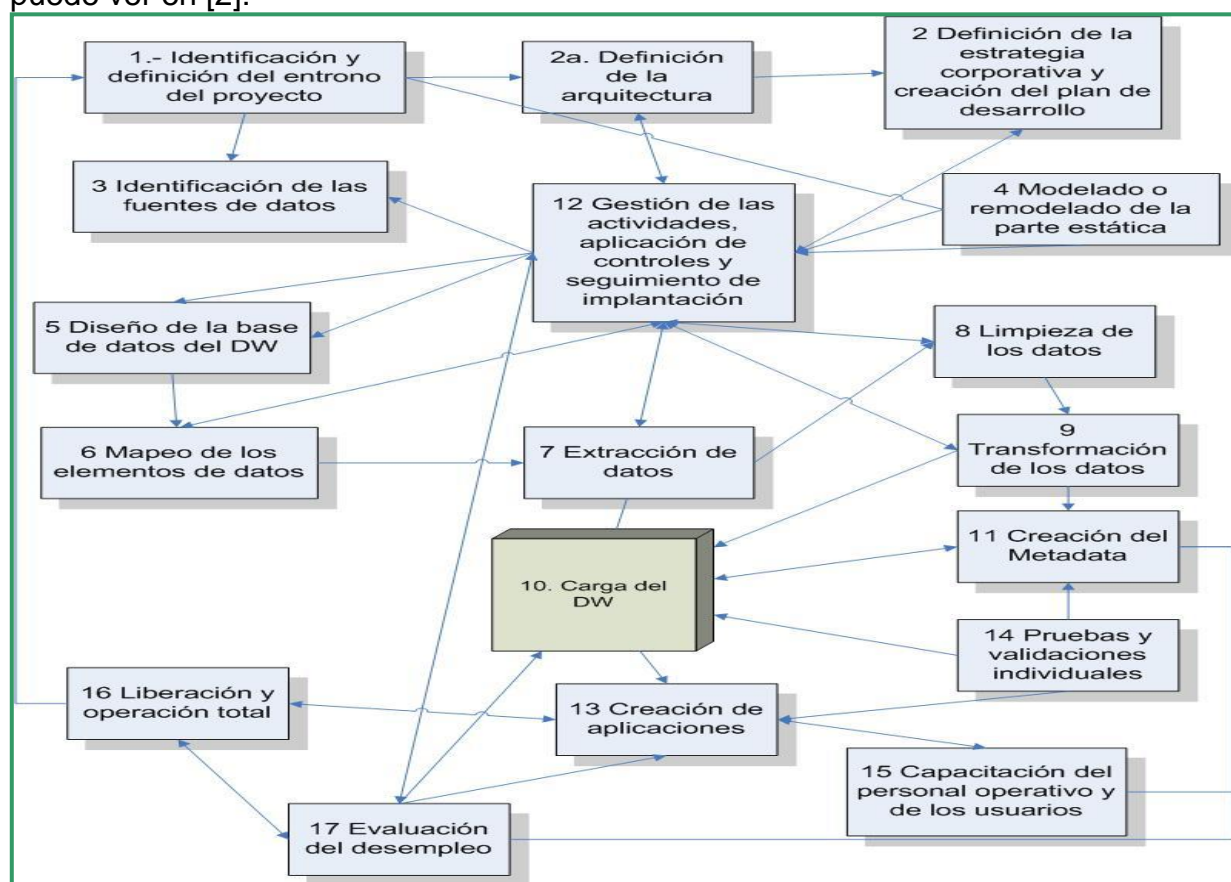 puede ver en [2].
1.- Identificación y
definición del entrono
del proyecto
2a. Definición
de la
arquitectura
2 Definición de la
estrategia
corporativa y
creación del plan de
desarrollo
3 Identificación de las
fuentes de datos
12 Gestión de las
actividades,
aplicación de
controles y
seguimiento de
implantación
4 Modelado o
remodelado de la
parte estática
5 Diseño de la base
de datos del DW
8 Limpieza de
los datos
6 Mapeo de los
elementos de datos
7 Extracción de
datos
9
Transformación
de los datos
10. Carga del
DW
11 Creación del
Metadata
14 Pruebas y
validaciones
individuales
16 Liberación y
operación total
13 Creación de
aplicaciones
15 Capacitación del
personal operativo y
de los usuarios
17 Evaluación
del desempleo